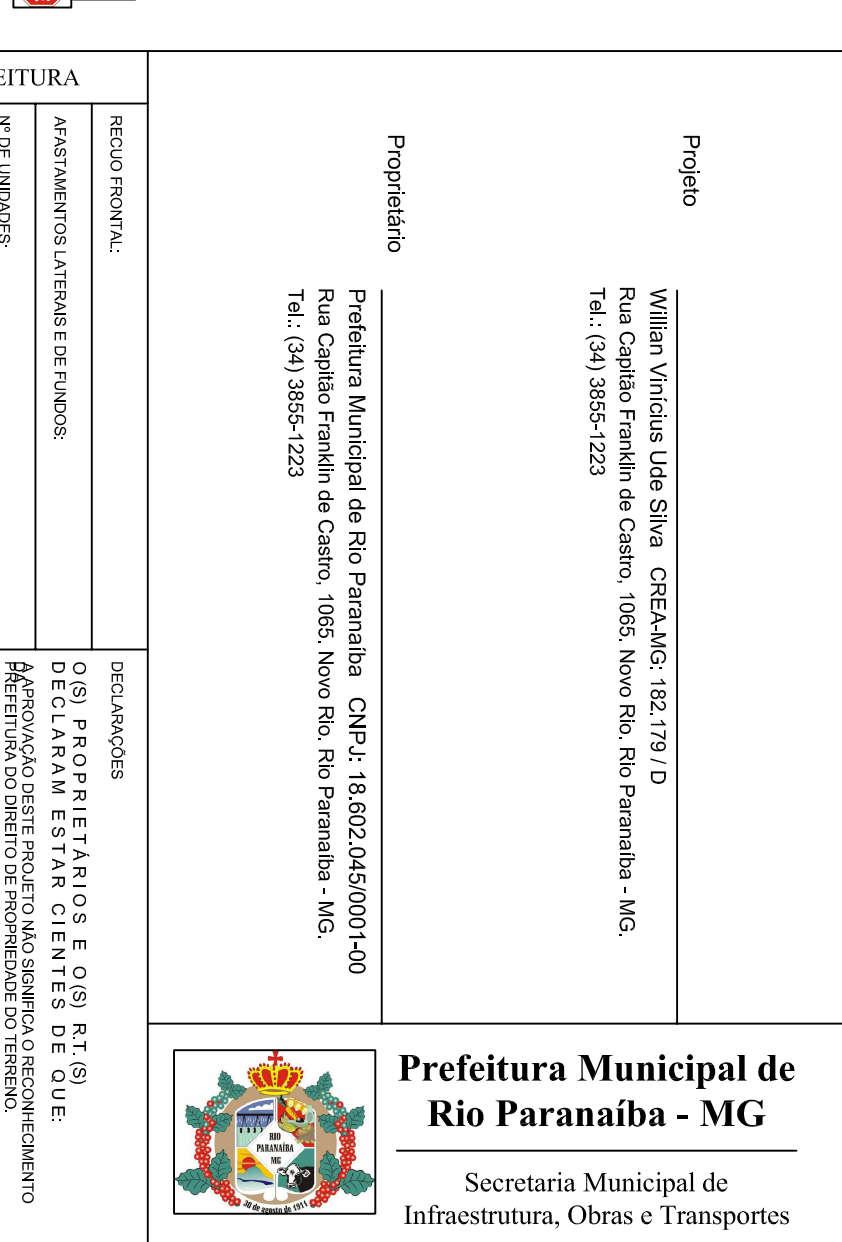 EITURA
RECUO FRONTAL:
AFASTAMENTOS LATERAIS E DE FUNDOS:
Nº DE UNIDADES:
Projeto
Willian Vinícius Ude Silva CREA-MG: 182.179 / D
Rua Capitão Franklin de Castro, 1065. Novo Rio. Rio Paranaíba - MG.
Tel.: (34) 3855-1223
Proprietário
Prefeitura Municipal de Rio Paranaíba CNPJ: 18.602.045/0001-00
Rua Capitão Franklin de Castro, 1065. Novo Rio. Rio Paranaíba - MG.
Tel.: (34) 3855-1223
DECLARAÇÕES
O(S) PROPRIETÁRIOS E O(S) R.T.(S)
DECLARAM ESTAR CIENTES DE QUE:
A APROVAÇÃO DESTE PROJETO NÃO SIGNIFICA O RECONHECIMENTO
DA
PREFEITURA DO DIREITO DE PROPRIEDADE DO TERRENO.
RIO
PARANAÍBA
MG
30 de agosto de 1911
Prefeitura Municipal de
Rio Paranaíba - MG
Secretaria Municipal de
Infraestrutura, Obras e Transportes